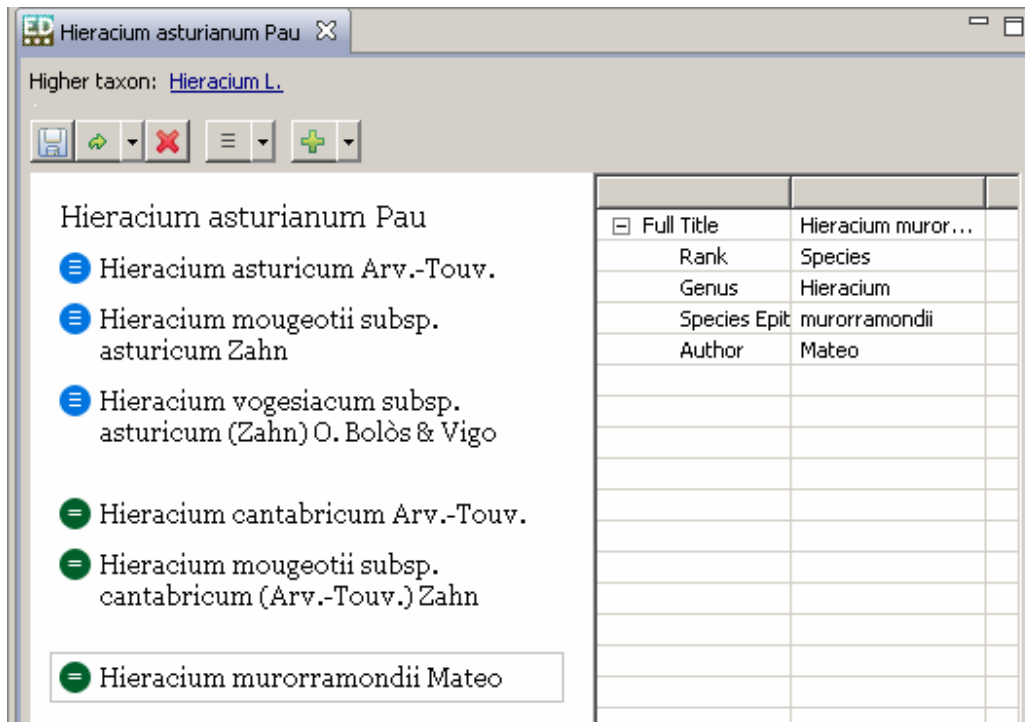 ED Hieracium asturianum Pau
Higher taxon: Hieracium L.
Hieracium asturianum Pau
Hieracium asturicum Arv.-Touv.
Hieracium mougeotii subsp.
asturicum Zahn
Hieracium vogesiacum subsp.
asturicum (Zahn) O. Bolòs & Vigo
Hieracium cantabricum Arv.-Touv.
Hieracium mougeotii subsp.
cantabricum (Arv.-Touv.) Zahn
Hieracium murorramondii Mateo
Full Title Hieracium muror...
Rank Species
Genus Hieracium
Species Epit murorramondii
Author Mateo